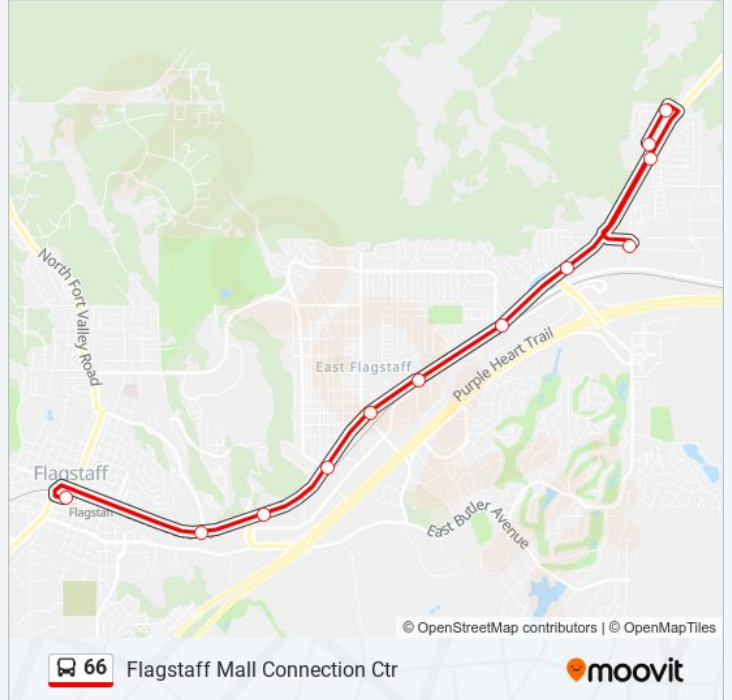 North Fort Valley Road
East Flagstaff
Purple Heart Trail
Flagstaff
Flagstaff
East Butler Avenue
© OpenStreetMap contributors | © OpenMapTiles
66 Flagstaff Mall Connection Ctr
moovit